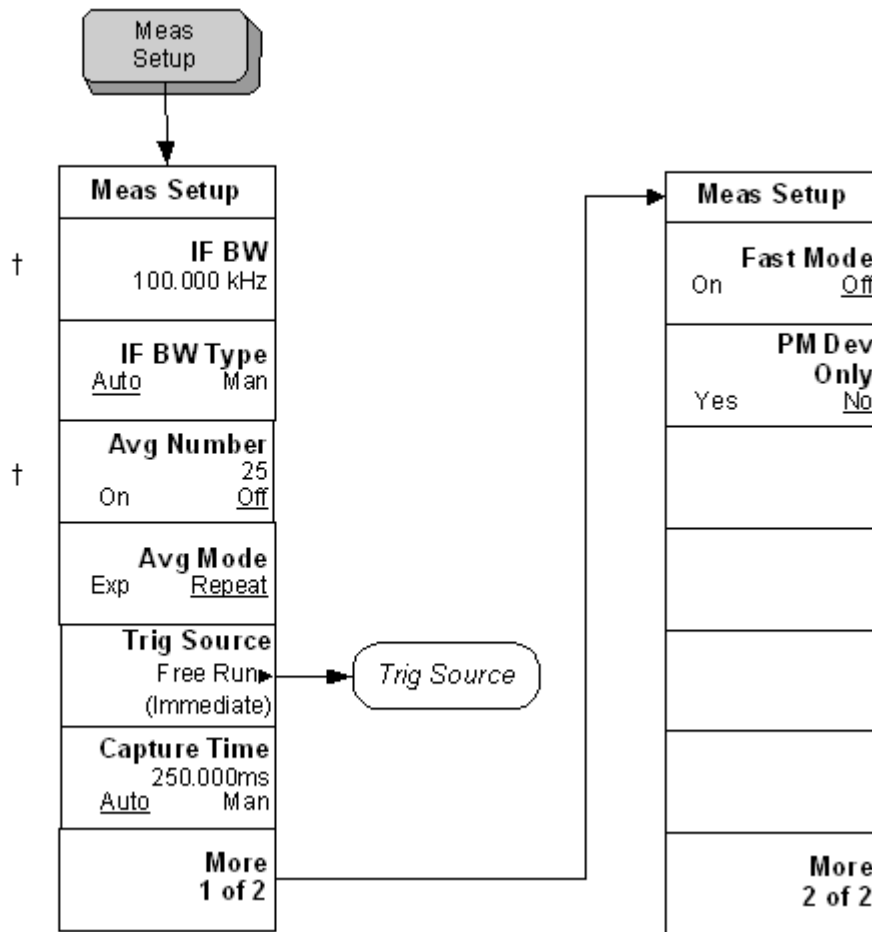 Meas
Setup
Meas Setup
†
IF BW
100.000 kHz
IF BW Type
Auto Man
†
Avg Number
25
On Off
Avg Mode
Exp Repeat
Trig Source
Free Run
(Immediate)
Trig Source
Capture Time
250.000ms
Auto Man
More
1 of 2
Meas Setup
Fast Mode
On Off
PM Dev
Only
Yes No
More
2 of 2